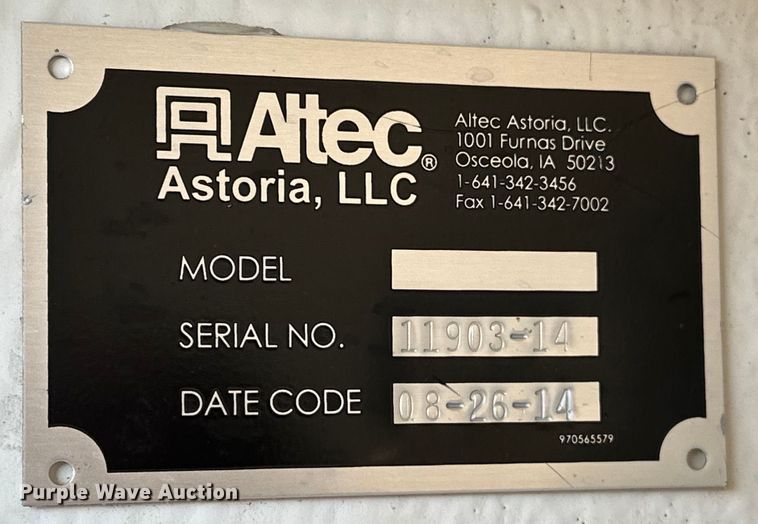 Altec®
Astoria, LLC
Altec Astoria, LLC.
1001 Furnas Drive
Osceola, IA 50213
1-641-342-3456
Fax 1-641-342-7002
MODEL
SERIAL NO. 11903-14
DATE CODE 08-26-14
970565579
Purple Wave Auction